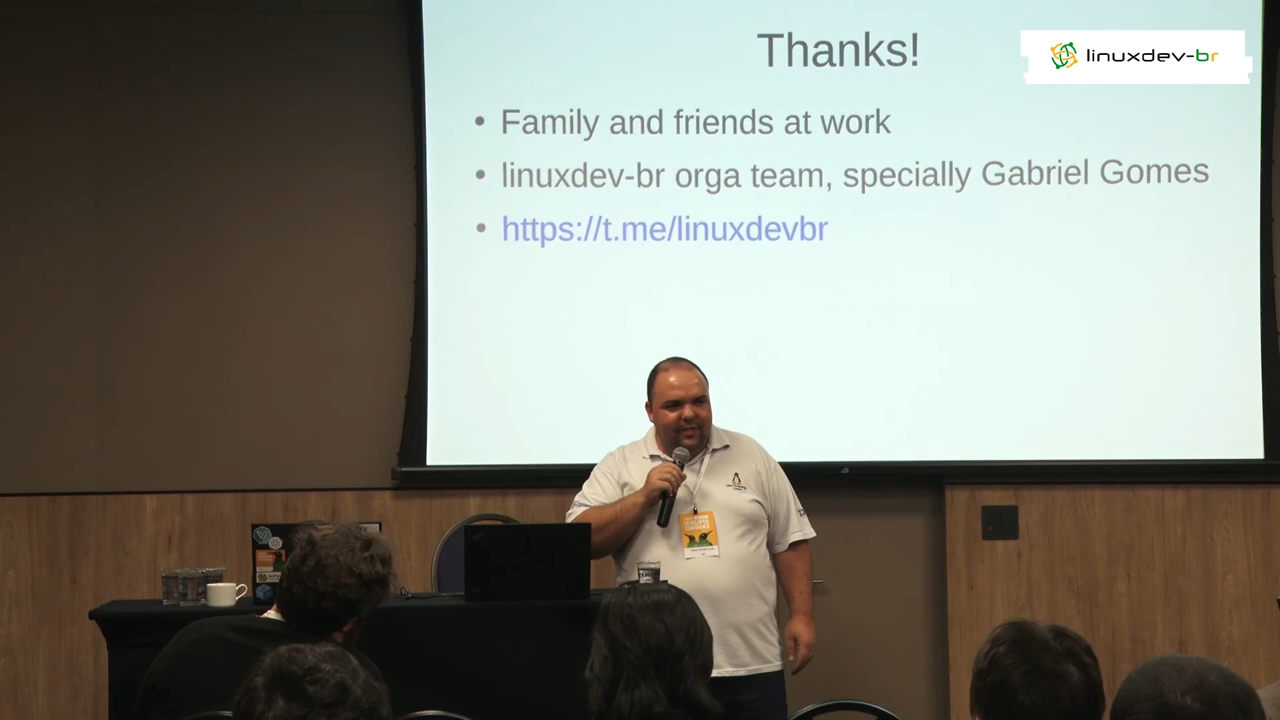 Thanks!
linuxdev-br
• Family and friends at work
• linuxdev-br orga team, specially Gabriel Gomes
• https://t.me/linuxdevbr